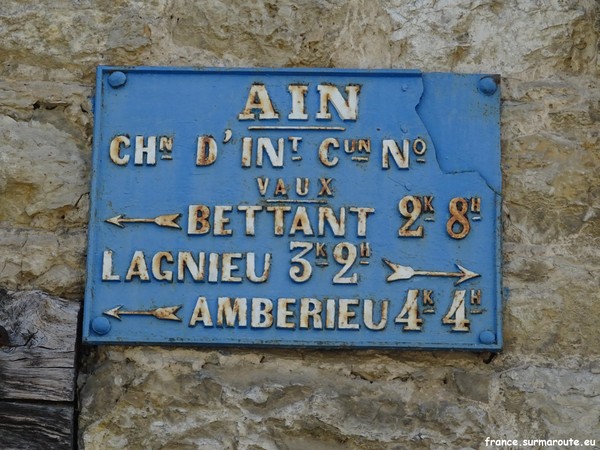 AIN
CHN D'INT CUN NO
VAUX
BETTANT 2K 8H
LAGNIEU 3K 2H
AMBERIEU 4K 4H
france.surmaroute.eu